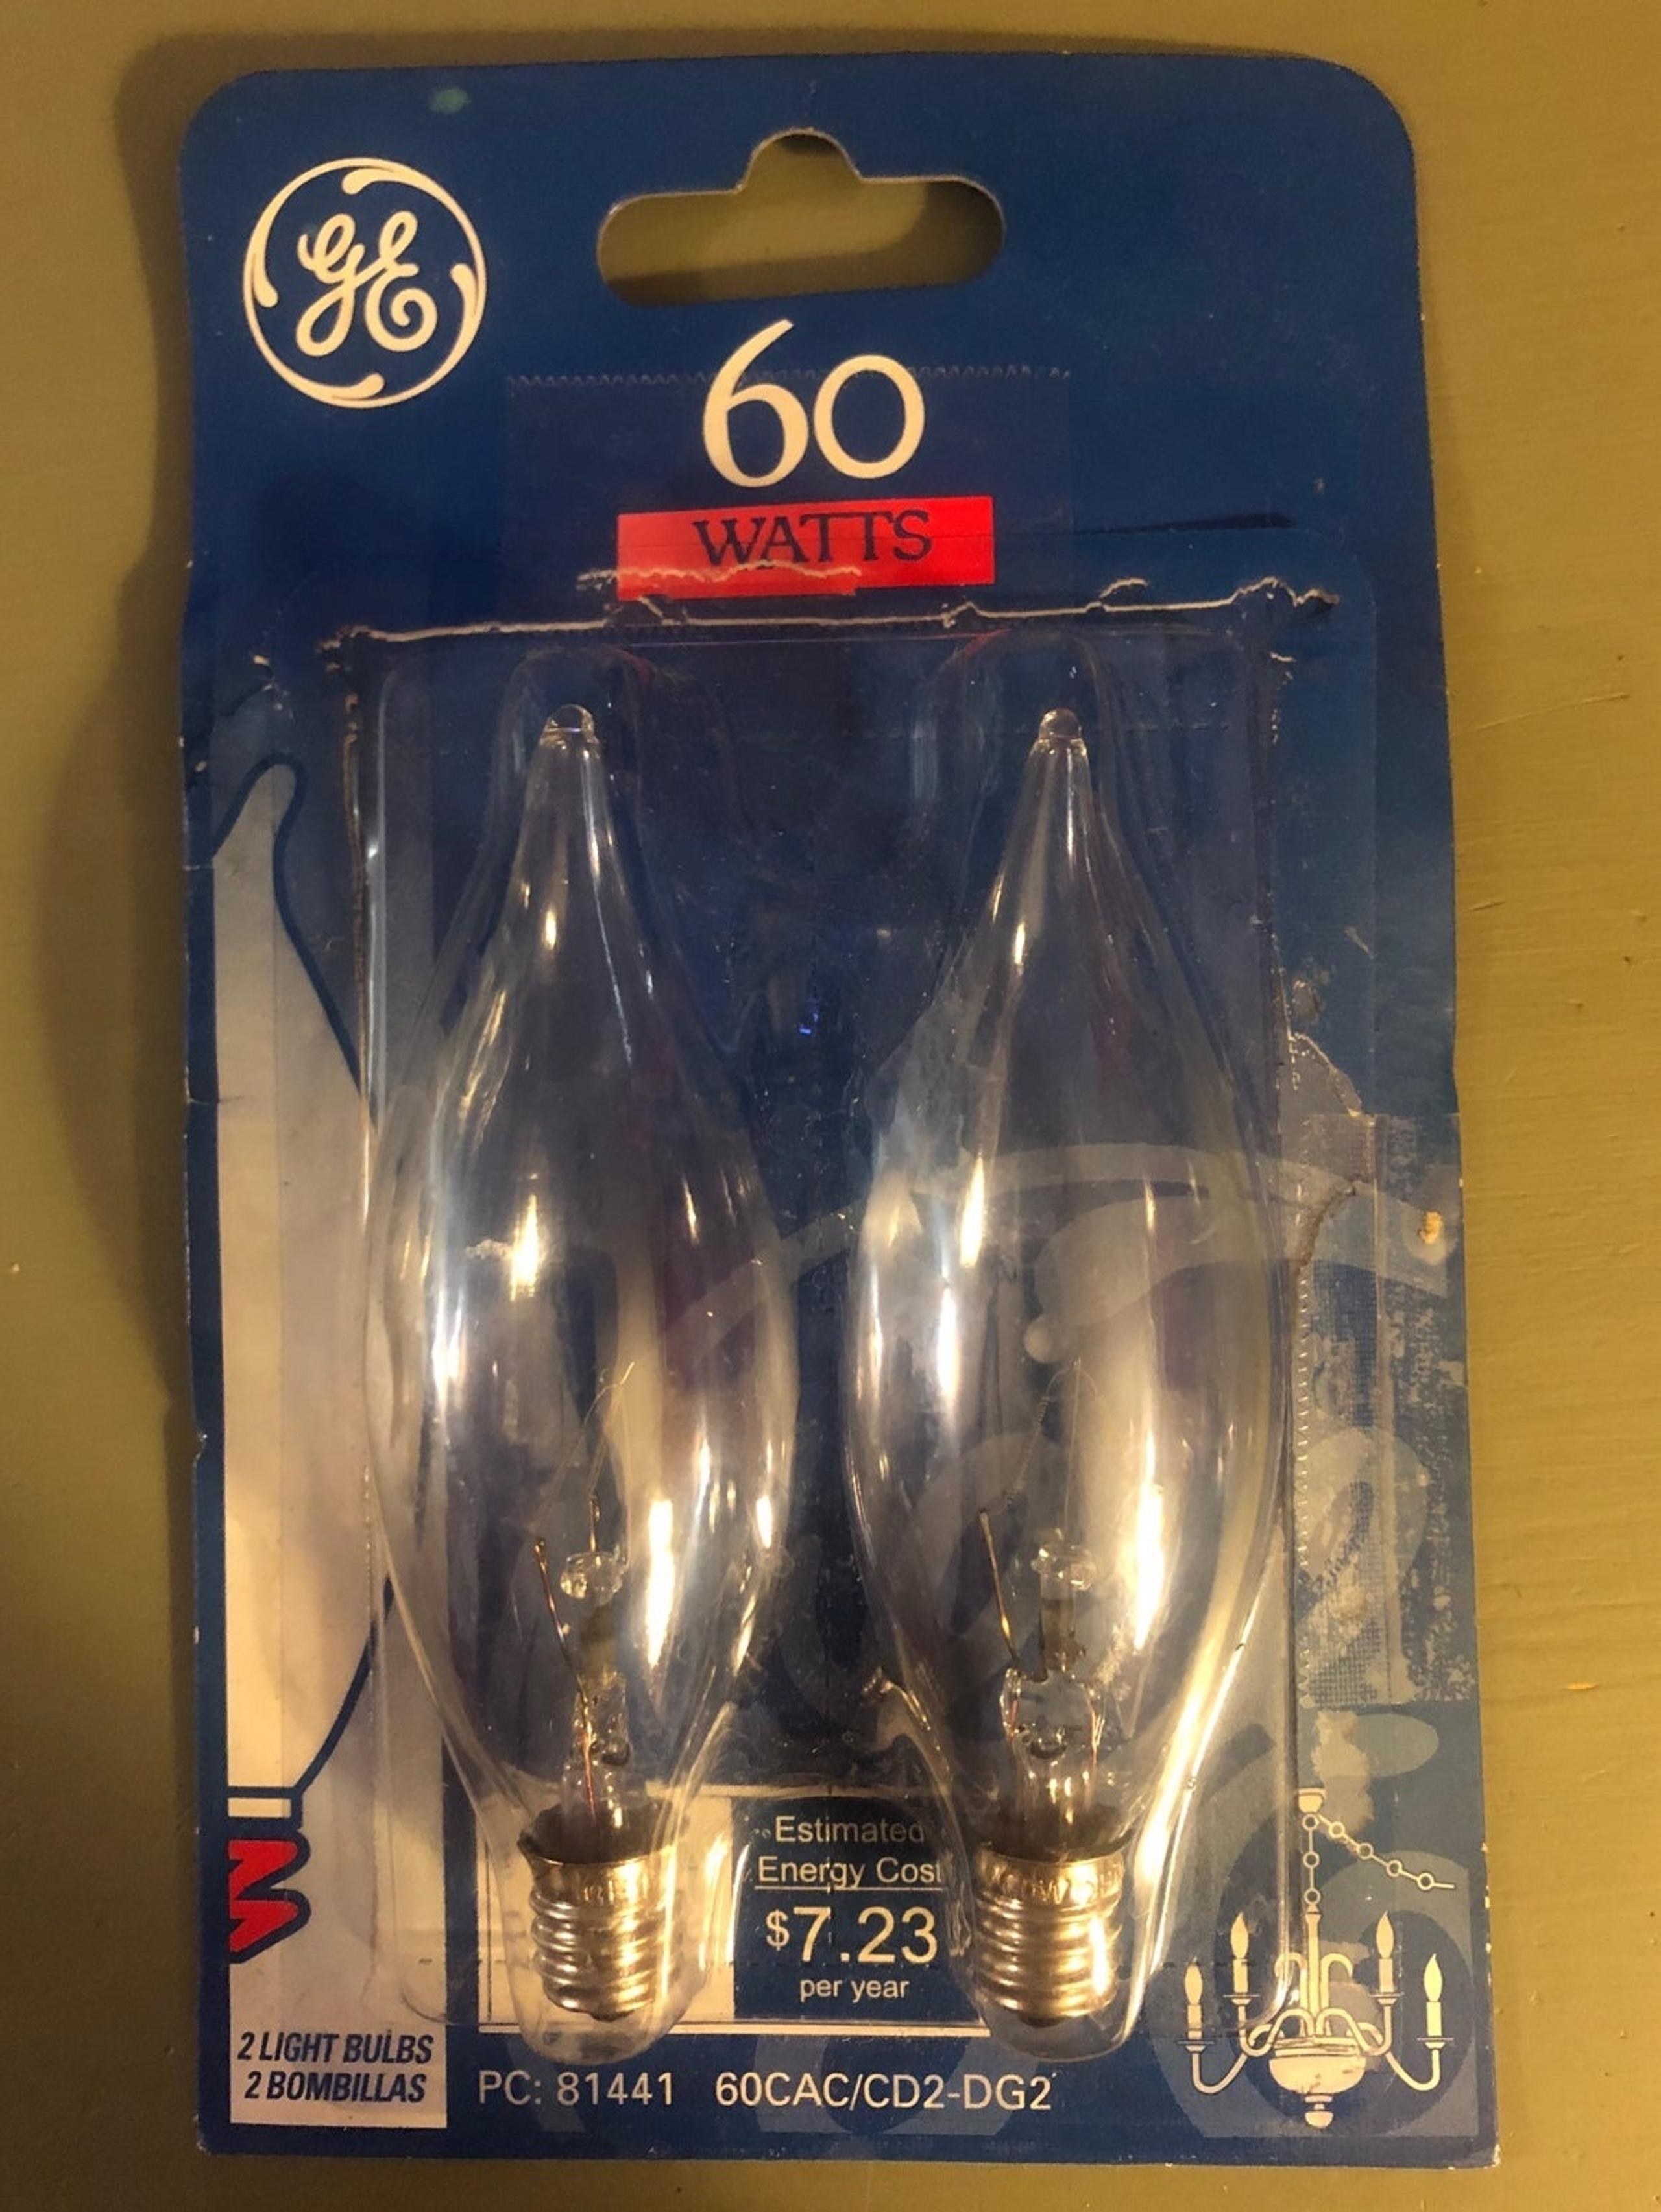 GE
60
WATTS
Estimated
Energy Cost
$7.23
per year
2 LIGHT BULBS
2 BOMBILLAS
PC: 81441 60CAC/CD2-DG2